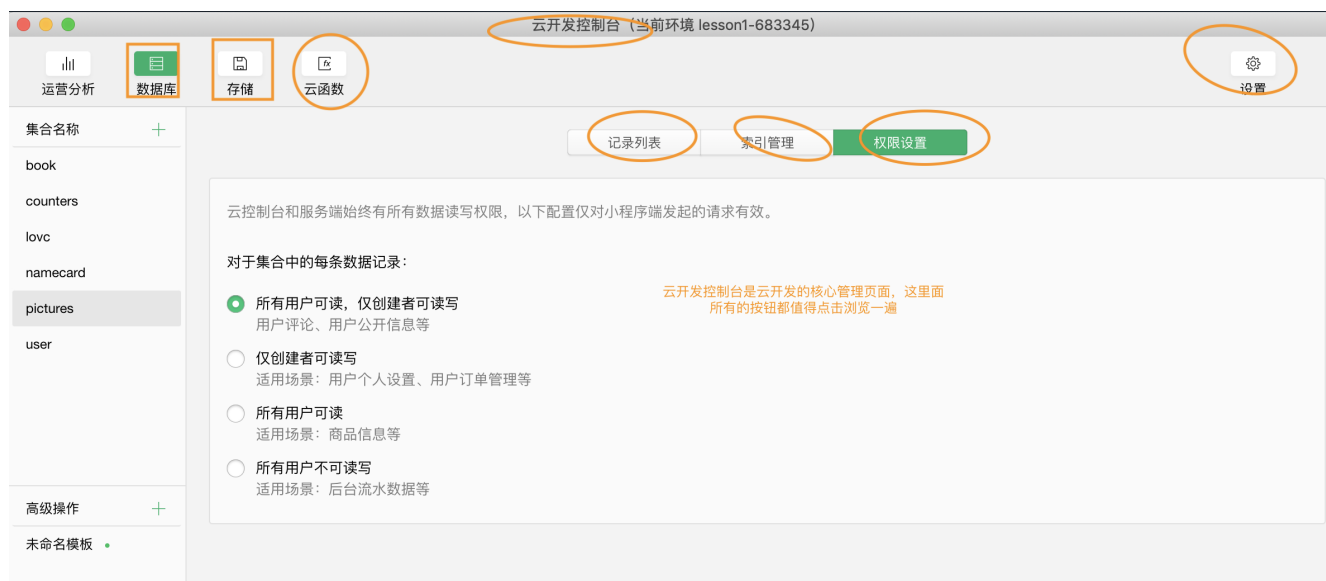 云开发控制台（当前环境 lesson1-683345）
运营分析
数据库
存储
云函数
设置
集合名称
记录列表
索引管理
权限设置
book
counters
lovc
namecard
pictures
user
云控制台和服务端始终有所有数据读写权限，以下配置仅对小程序端发起的请求有效。
对于集合中的每条数据记录：
所有用户可读，仅创建者可读写
用户评论、用户公开信息等
仅创建者可读写
适用场景：用户个人设置、用户订单管理等
所有用户可读
适用场景：商品信息等
所有用户不可读写
适用场景：后台流水数据等
云开发控制台是云开发的核心管理页面，这里面
所有的按钮都值得点击浏览一遍
高级操作
未命名模板